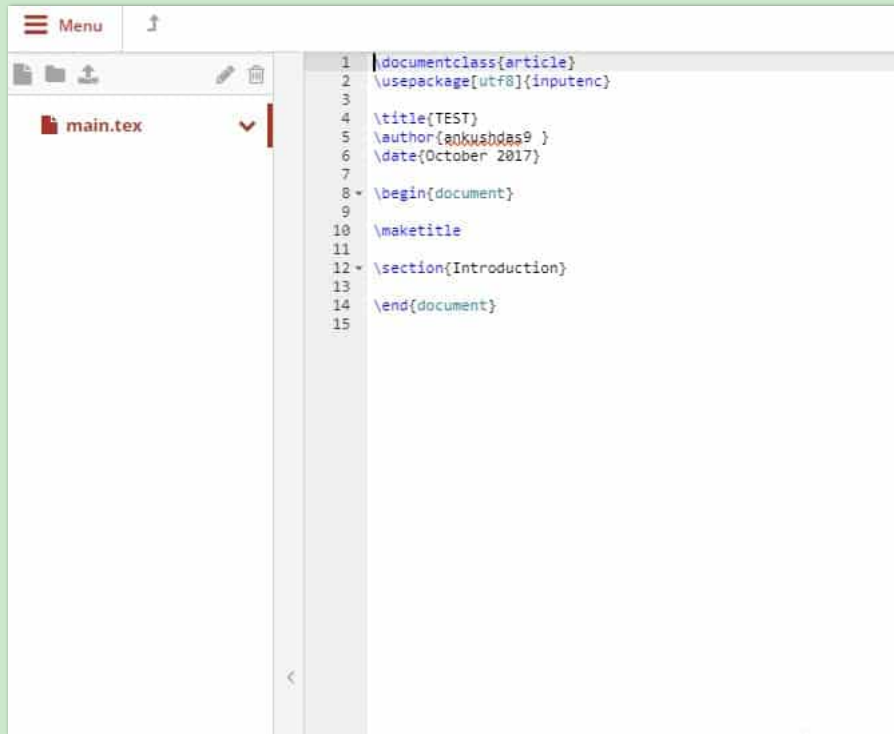 Menu
main.tex
1 \documentclass{article}
2 \usepackage[utf8]{inputenc}
3
4 \title{TEST}
5 \author{ankushdas9 }
6 \date{October 2017}
7
8 \begin{document}
9
10 \maketitle
11
12 \section{Introduction}
13
14 \end{document}
15